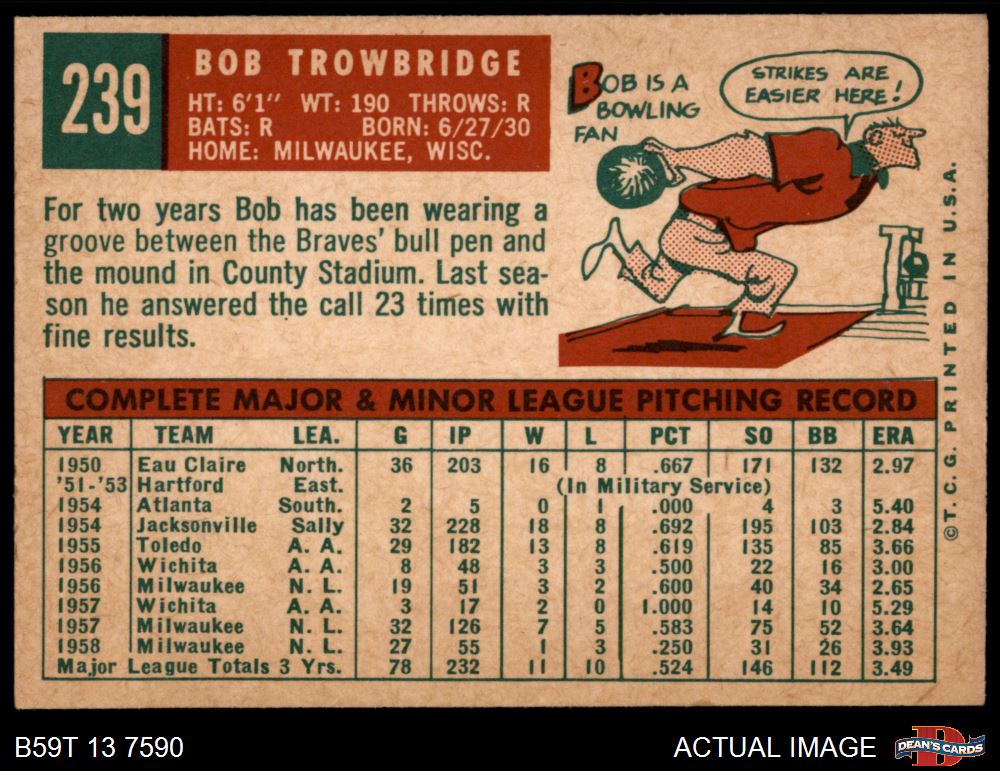 239
BOB TROWBRIDGE
HT: 6'1" WT: 190 THROWS: R
BATS: R BORN: 6/27/30
HOME: MILWAUKEE, WISC.
For two years Bob has been wearing a
groove between the Braves' bull pen and
the mound in County Stadium. Last sea-
son he answered the call 23 times with
fine results.
BOB IS A
BOWLING
FAN
STRIKES ARE
EASIER HERE!
COMPLETE MAJOR & MINOR LEAGUE PITCHING RECORD
YEAR TEAM LEA. G IP W L PCT SO BB ERA
1950 Eau Claire North. 36 203 16 8 .667 171 132 2.97
'51-'53 Hartford East. (In Military Service)
1954 Atlanta South. 2 5 0 1 .000 4 3 5.40
1954 Jacksonville Sally 32 228 18 8 .692 195 103 2.84
1955 Toledo A. A. 29 182 13 8 .619 135 85 3.66
1956 Wichita A. A. 8 48 3 3 .500 22 16 3.00
1956 Milwaukee N. L. 19 51 3 2 .600 40 34 2.65
1957 Wichita A. A. 3 17 2 0 1.000 14 10 5.29
1957 Milwaukee N. L. 32 126 7 5 .583 75 52 3.64
1958 Milwaukee N. L. 27 55 1 3 .250 31 26 3.93
Major League Totals 3 Yrs. 78 232 11 10 .524 146 112 3.49
©T.C.G. PRINTED IN U.S.A.
B59T 13 7590
ACTUAL IMAGE
D
DEAN'S CARDS